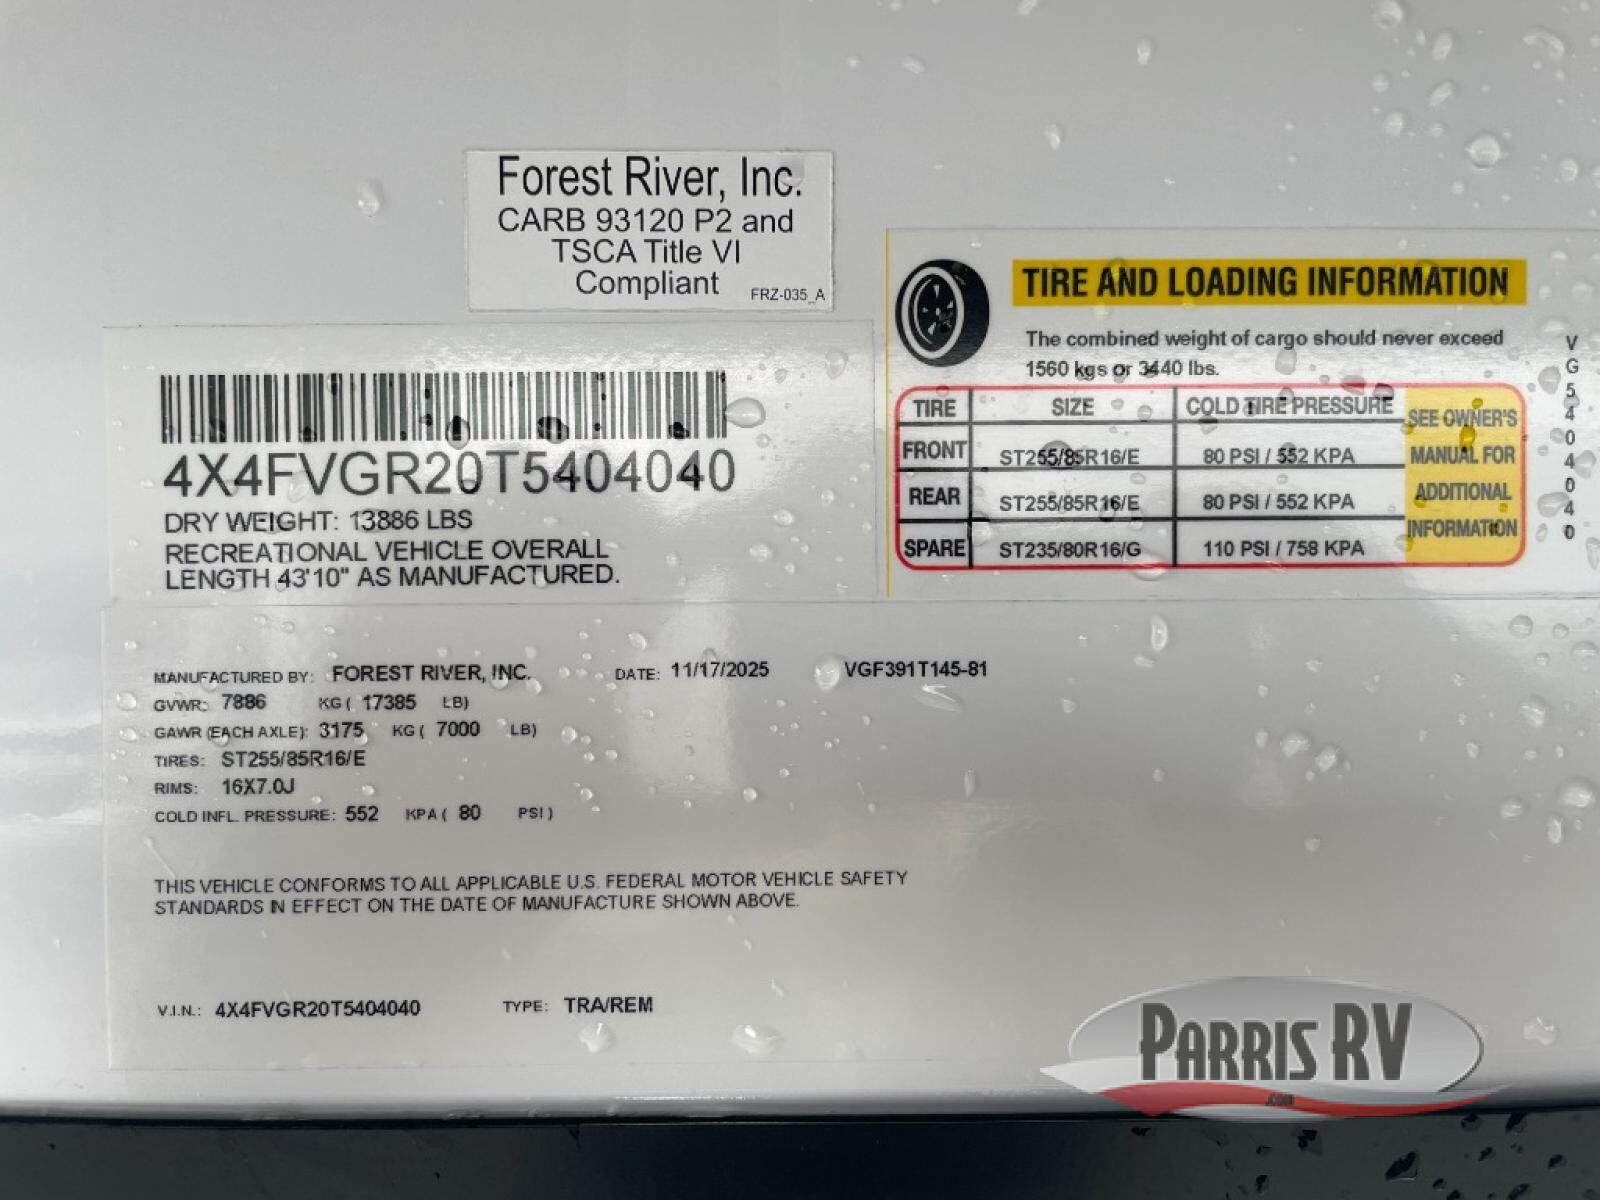 Forest River, Inc.
CARB 93120 P2 and
TSCA Title VI
Compliant
FRZ-035_A
4X4FVGR20T5404040
DRY WEIGHT: 13886 LBS
RECREATIONAL VEHICLE OVERALL
LENGTH 43'10" AS MANUFACTURED.
TIRE AND LOADING INFORMATION
The combined weight of cargo should never exceed
1560 kgs or 3440 lbs.
TIRE SIZE COLD TIRE PRESSURE
FRONT ST255/85R16/E 80 PSI / 552 KPA
REAR ST255/85R16/E 80 PSI / 552 KPA
SPARE ST235/80R16/G 110 PSI / 758 KPA
SEE OWNER'S
MANUAL FOR
ADDITIONAL
INFORMATION
VG5404040
MANUFACTURED BY: FOREST RIVER, INC. DATE: 11/17/2025 VGF391T145-81
GVWR: 7886 KG ( 17385 LB)
GAWR (EACH AXLE): 3175 KG ( 7000 LB)
TIRES: ST255/85R16/E
RIMS: 16X7.0J
COLD INFL. PRESSURE: 552 KPA ( 80 PSI )
THIS VEHICLE CONFORMS TO ALL APPLICABLE U.S. FEDERAL MOTOR VEHICLE SAFETY
STANDARDS IN EFFECT ON THE DATE OF MANUFACTURE SHOWN ABOVE.
V.I.N.: 4X4FVGR20T5404040 TYPE: TRA/REM
PARRIS RV
.com